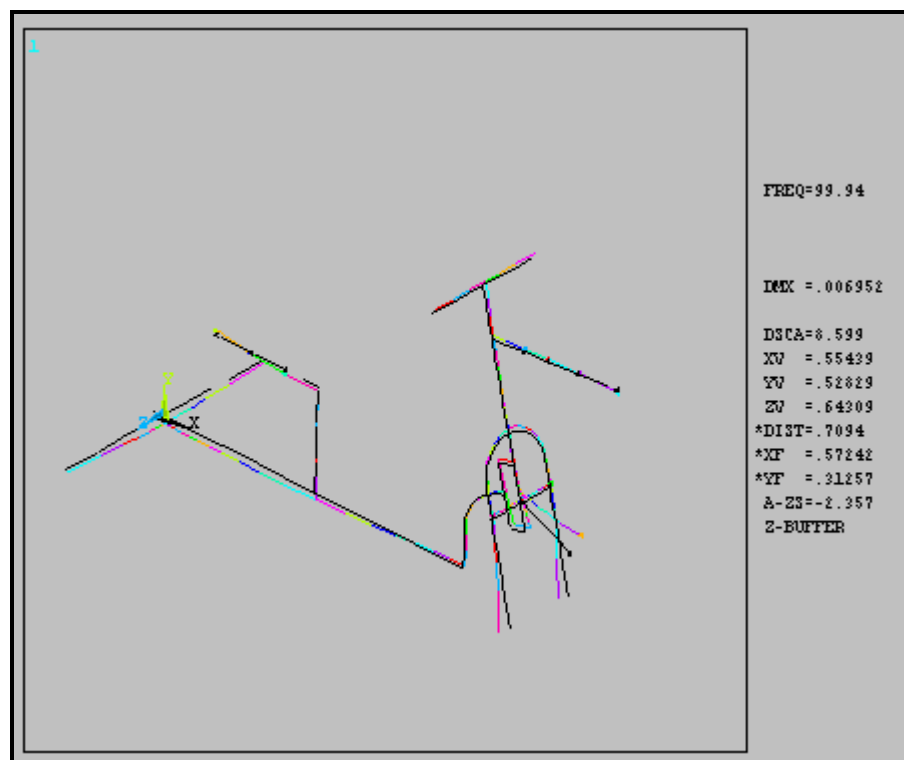 1
FREQ=99.94
DMX =.006952
DSCA=8.599
XV =.55439
YV =.52829
ZV =.64309
*DIST=.7094
*XF =.57242
*YF =.31257
A-ZS=-2.357
Z-BUFFER
Y
Z X